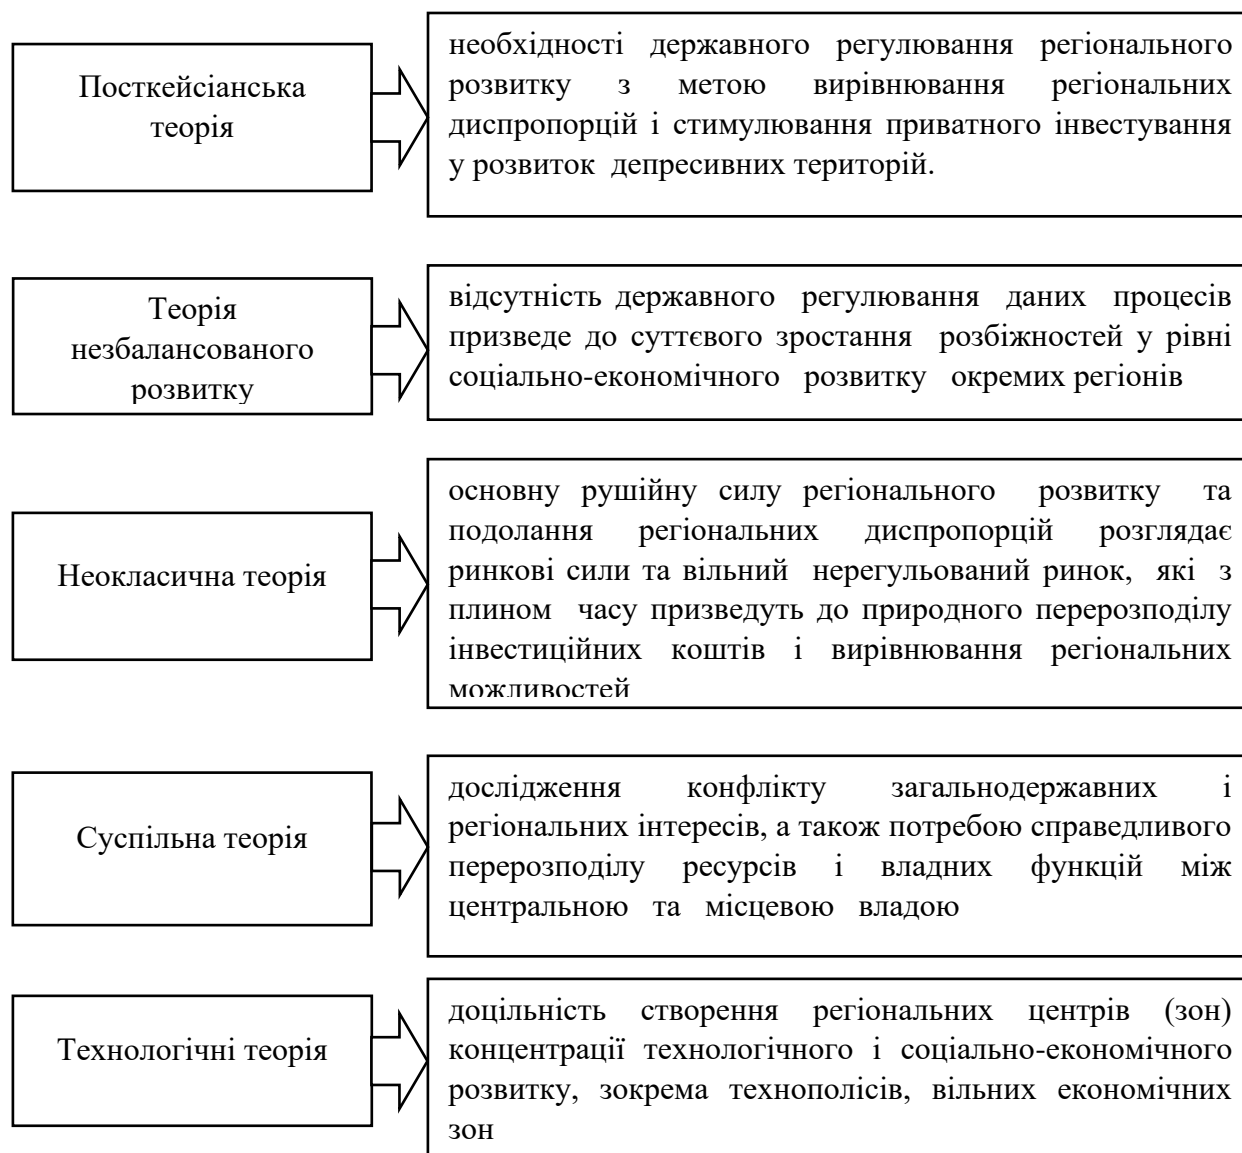 Посткейсіанська
теорія
необхідності державного регулювання регіонального
розвитку з метою вирівнювання регіональних
диспропорцій і стимулювання приватного інвестування
у розвиток депресивних територій.
Теорія
незбалансованого
розвитку
відсутність державного регулювання даних процесів
призведе до суттєвого зростання розбіжностей у рівні
соціально-економічного розвитку окремих регіонів
Неокласична теорія
основну рушійну силу регіонального розвитку та
подолання регіональних диспропорцій розглядає
ринкові сили та вільний нерегульований ринок, які з
плином часу призведуть до природного перерозподілу
інвестиційних коштів і вирівнювання регіональних
можливостей
Суспільна теорія
дослідження конфлікту загальнодержавних і
регіональних інтересів, а також потребою справедливого
перерозподілу ресурсів і владних функцій між
центральною та місцевою владою
Технологічні теорія
доцільність створення регіональних центрів (зон)
концентрації технологічного і соціально-економічного
розвитку, зокрема технополісів, вільних економічних
зон